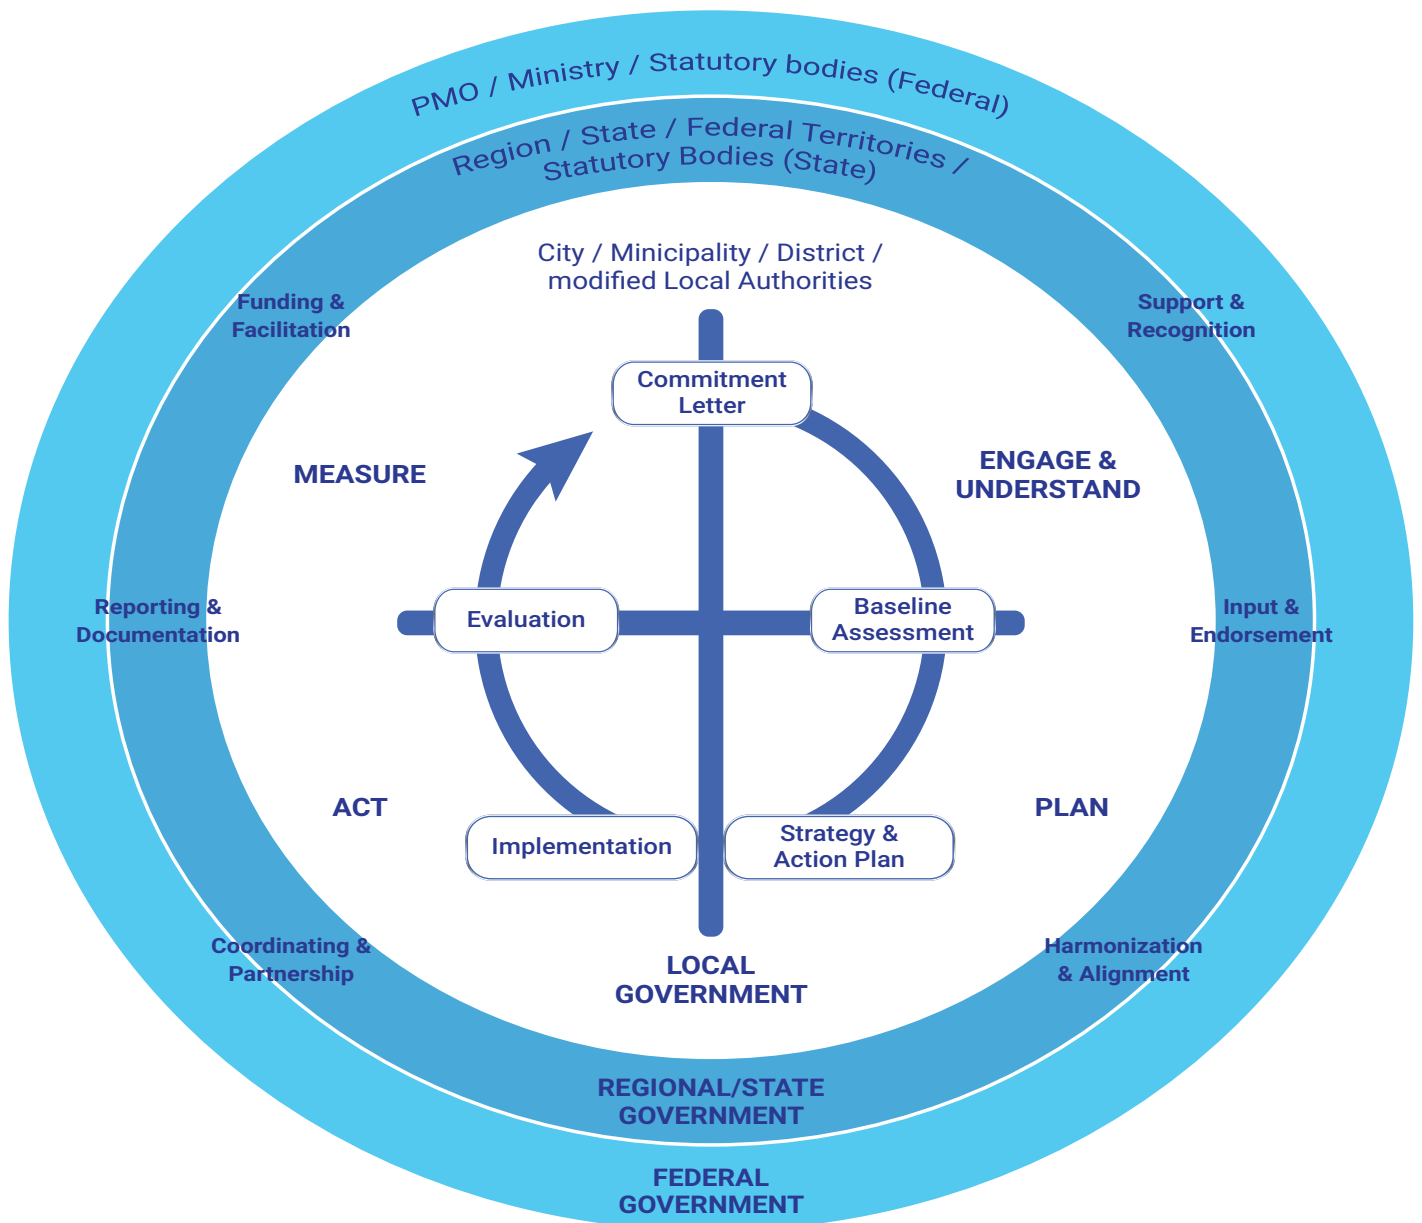 PMO / Ministry / Statutory bodies (Federal)
Region / State / Federal Territories /
Statutory Bodies (State)
City / Minicipality / District /
modified Local Authorities
Funding &
Facilitation
Support &
Recognition
Commitment
Letter
MEASURE
ENGAGE &
UNDERSTAND
Reporting &
Documentation
Evaluation
Baseline
Assessment
Input &
Endorsement
ACT
PLAN
Implementation
Strategy &
Action Plan
Coordinating &
Partnership
Harmonization
& Alignment
LOCAL
GOVERNMENT
REGIONAL/STATE
GOVERNMENT
FEDERAL
GOVERNMENT